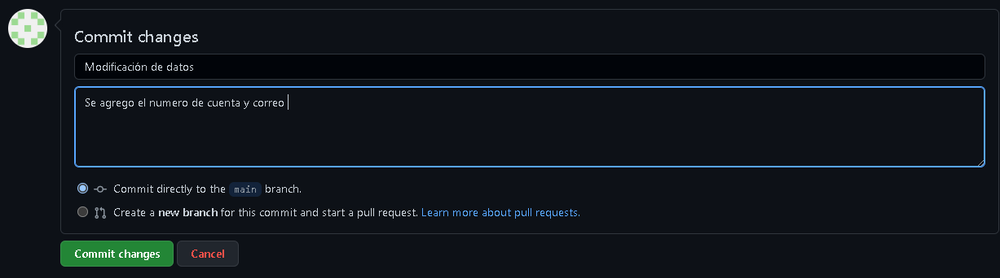 Commit changes
Modificación de datos
Se agrego el numero de cuenta y correo
Commit directly to the main branch.
Create a new branch for this commit and start a pull request. Learn more about pull requests.
Commit changes Cancel